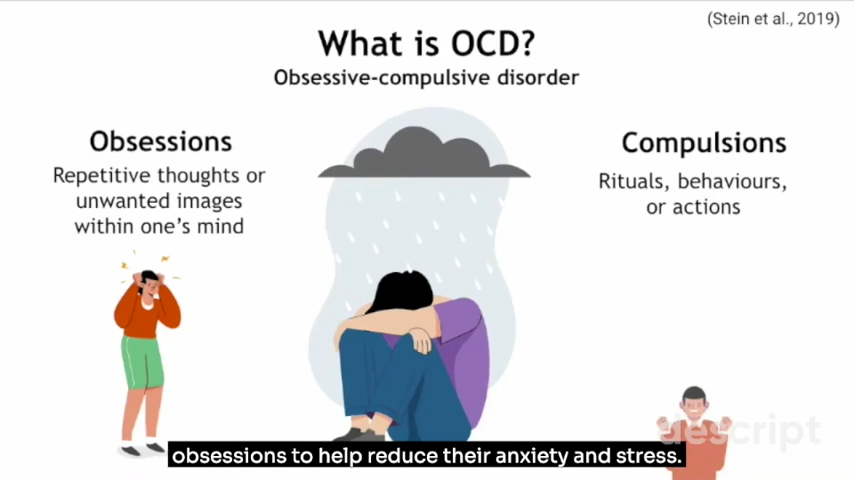 (Stein et al., 2019)
What is OCD?
Obsessive-compulsive disorder
Obsessions
Repetitive thoughts or
unwanted images
within one's mind
Compulsions
Rituals, behaviours,
or actions
descript
obsessions to help reduce their anxiety and stress.